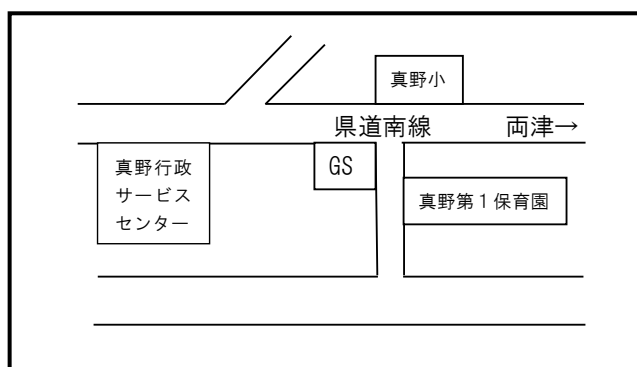 真野小
県道南線
両津→
真野行政
サービス
センター
GS
真野第１保育園